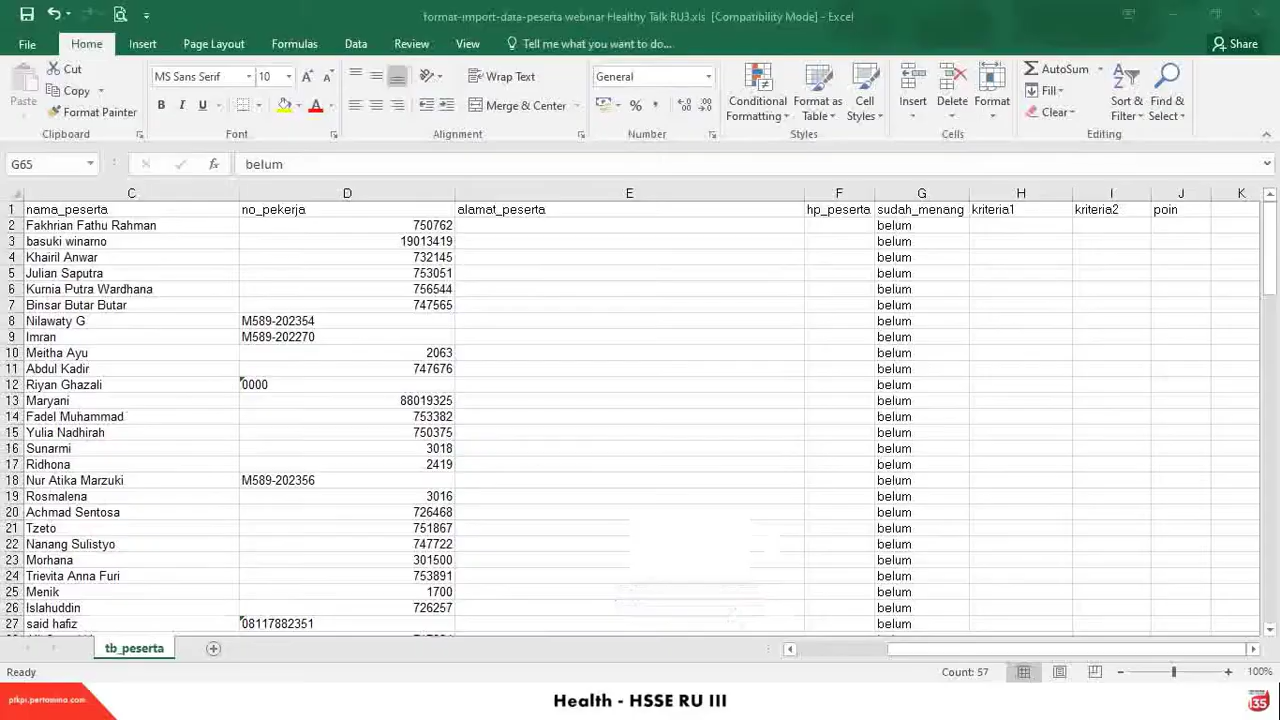 format-import-data-peserta webinar Healthy Talk RU3.xls [Compatibility Mode] - Excel
File Home Insert Page Layout Formulas Data Review View Tell me what you want to do... Share
Paste Cut Copy Format Painter Clipboard
MS Sans Serif 10 B I U A Font
Wrap Text Merge & Center Alignment
General % Number
Conditional Formatting Format as Table Cell Styles Styles
Insert Delete Format Cells
AutoSum Fill Clear Sort & Filter Find & Select Editing
G65 fx belum
C D E F G H I J K
1 nama_peserta no_pekerja alamat_peserta hp_peserta sudah_menang kriteria1 kriteria2 poin
2 Fakhrian Fathu Rahman 750762 belum
3 basuki winarno 19013419 belum
4 Khairil Anwar 732145 belum
5 Julian Saputra 753051 belum
6 Kurnia Putra Wardhana 756544 belum
7 Binsar Butar Butar 747565 belum
8 Nilawaty G M589-202354 belum
9 Imran M589-202270 belum
10 Meitha Ayu 2063 belum
11 Abdul Kadir 747676 belum
12 Riyan Ghazali 0000 belum
13 Maryani 88019325 belum
14 Fadel Muhammad 753382 belum
15 Yulia Nadhirah 750375 belum
16 Sunarmi 3018 belum
17 Ridhona 2419 belum
18 Nur Atika Marzuki M589-202356 belum
19 Rosmalena 3016 belum
20 Achmad Sentosa 726468 belum
21 Tzeto 751867 belum
22 Nanang Sulistyo 747722 belum
23 Morhana 301500 belum
24 Trievita Anna Furi 753891 belum
25 Menik 1700 belum
26 Islahuddin 726257 belum
27 said hafiz 08117882351 belum
tb_peserta
Ready Count: 57 100%
ptkpi.pertamina.com Health - HSSE RU III